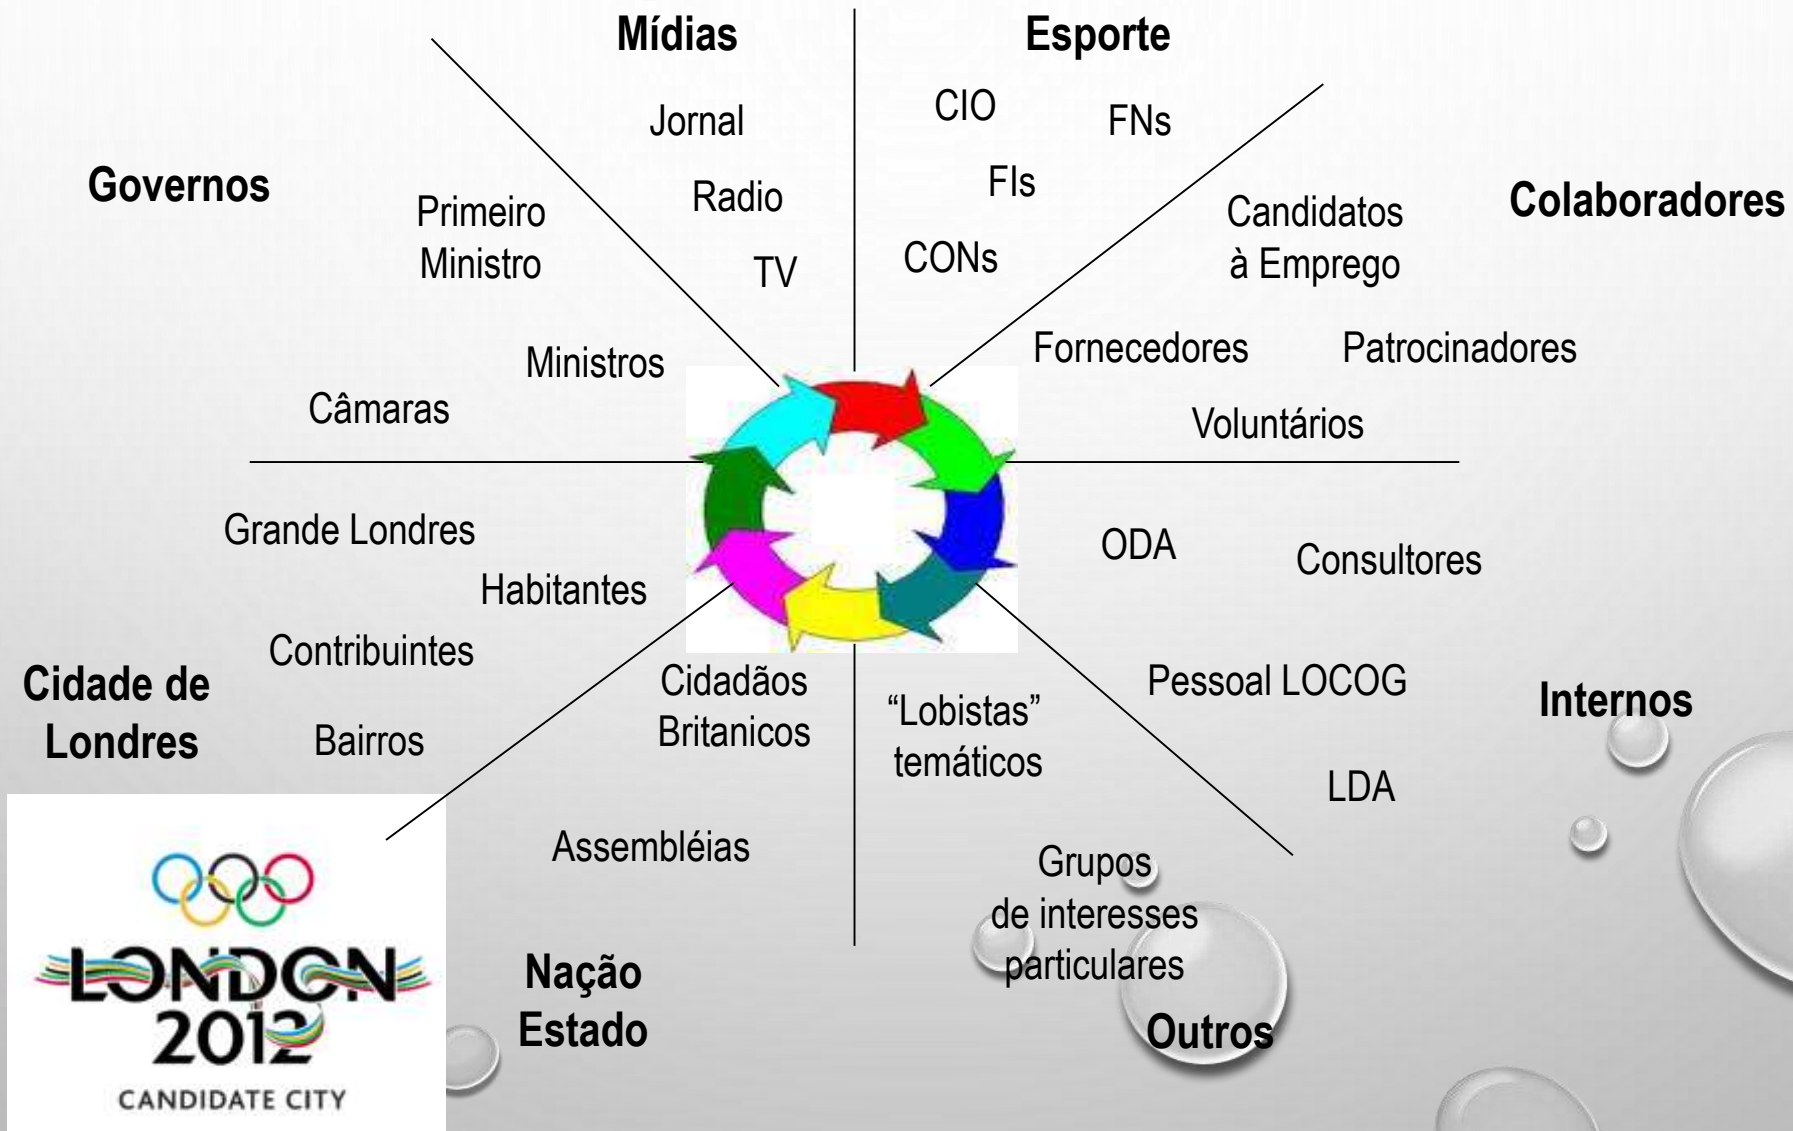 Mídias
Jornal
Radio
TV
Esporte
CIO
FNs
FIs
CONs
Governos
Primeiro
Ministro
Ministros
Câmaras
Colaboradores
Candidatos
à Emprego
Fornecedores
Patrocinadores
Voluntários
Grande Londres
Habitantes
Contribuintes
Bairros
Cidade de
Londres
ODA
Consultores
Pessoal LOCOG
LDA
Internos
Cidadãos
Britanicos
Assembléias
Nação
Estado
“Lobistas”
temáticos
Grupos
de interesses
particulares
Outros
LONDON
2012
CANDIDATE CITY